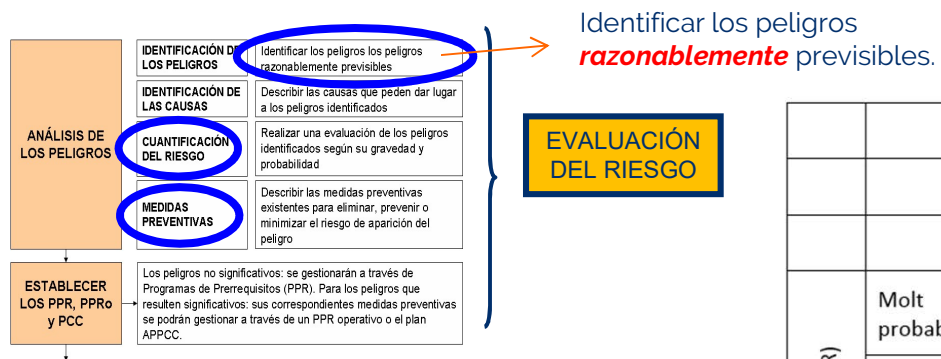 Identificar los peligros
razonablemente previsibles.
ANÁLISIS DE
LOS PELIGROS
IDENTIFICACIÓN DE
LOS PELIGROS
Identificar los peligros los peligros
razonablemente previsibles
IDENTIFICACIÓN DE
LAS CAUSAS
Describir las causas que peden dar lugar
a los peligros identificados
CUANTIFICACIÓN
DEL RIESGO
Realizar una evaluación de los peligros
identificados según su gravedad y
probabilidad
MEDIDAS
PREVENTIVAS
Describir las medidas preventivas
existentes para eliminar, prevenir o
minimizar el riesgo de aparición del
peligro
EVALUACIÓN
DEL RIESGO
ESTABLECER
LOS PPR, PPRo
y PCC
Los peligros no significativos: se gestionarán a través de
Programas de Prerrequisitos (PPR). Para los peligros que
resulten significativos: sus correspondientes medidas preventivas
se podrán gestionar a través de un PPR operativo o el plan
APPCC.
Molt